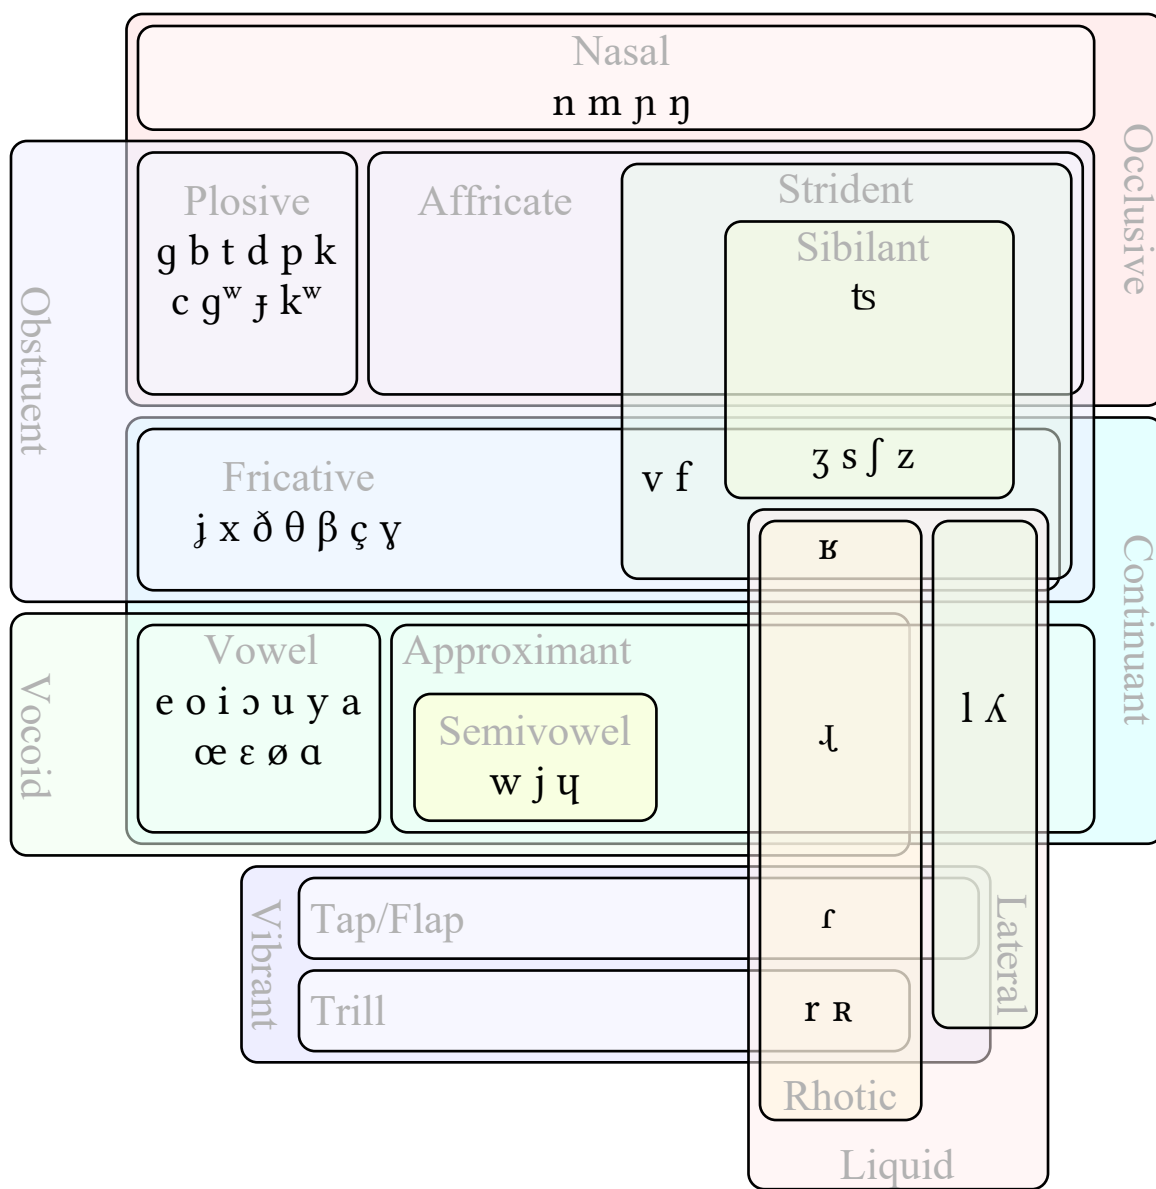 Nasal
n m ɲ ŋ
Occlusive
Obstruent
Plosive
ɡ b t d p k
c ɡʷ ɟ kʷ
Affricate
Strident
Sibilant
ʦ
ʒ s ʃ z
v f
Fricative
ʝ x ð θ β ç ɣ
Continuant
ʁ
Vocoid
Vowel
e o i ɔ u y a
œ ɛ ø ɑ
Approximant
Semivowel
w j ɥ
ɻ
l ʎ
Vibrant
Tap/Flap
ɾ
Trill
r ʀ
Lateral
Rhotic
Liquid